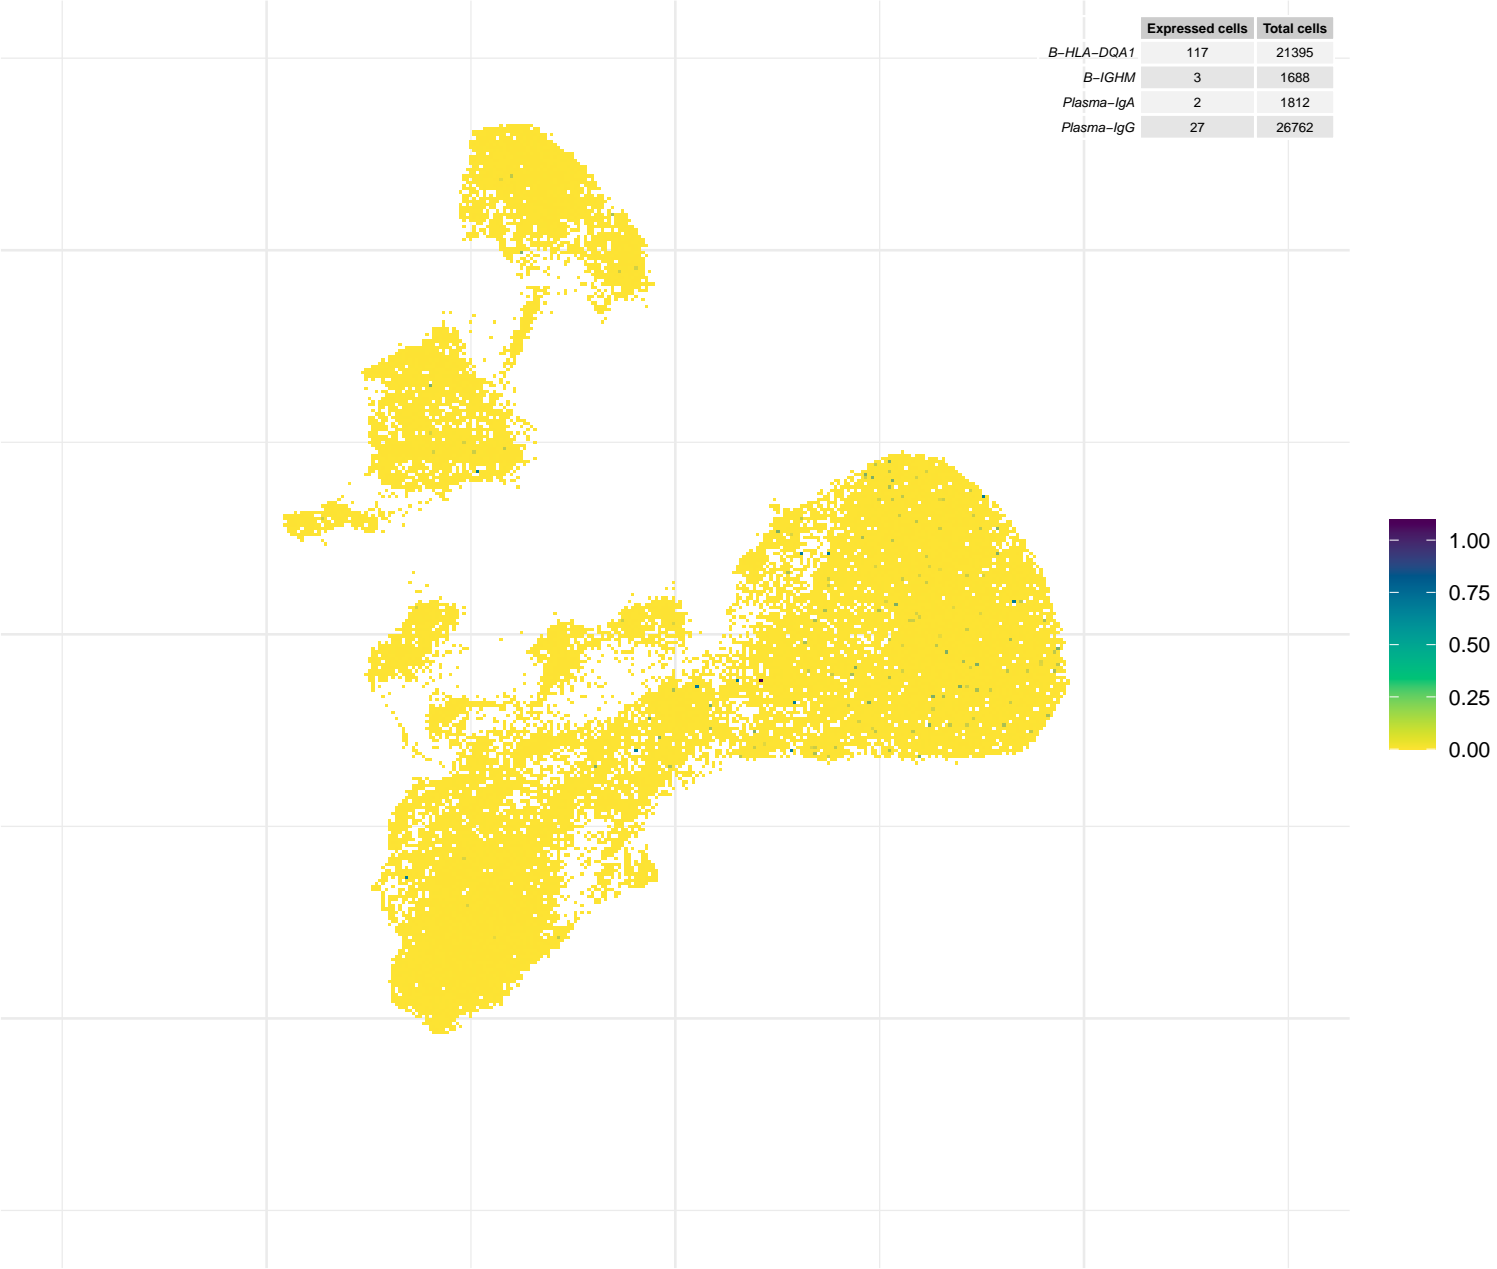 Expressed cells Total cells
B−HLA−DQA1 117 21395
B−IGHM 3 1688
Plasma−IgA 2 1812
Plasma−IgG 27 26762
1.00
0.75
0.50
0.25
0.00